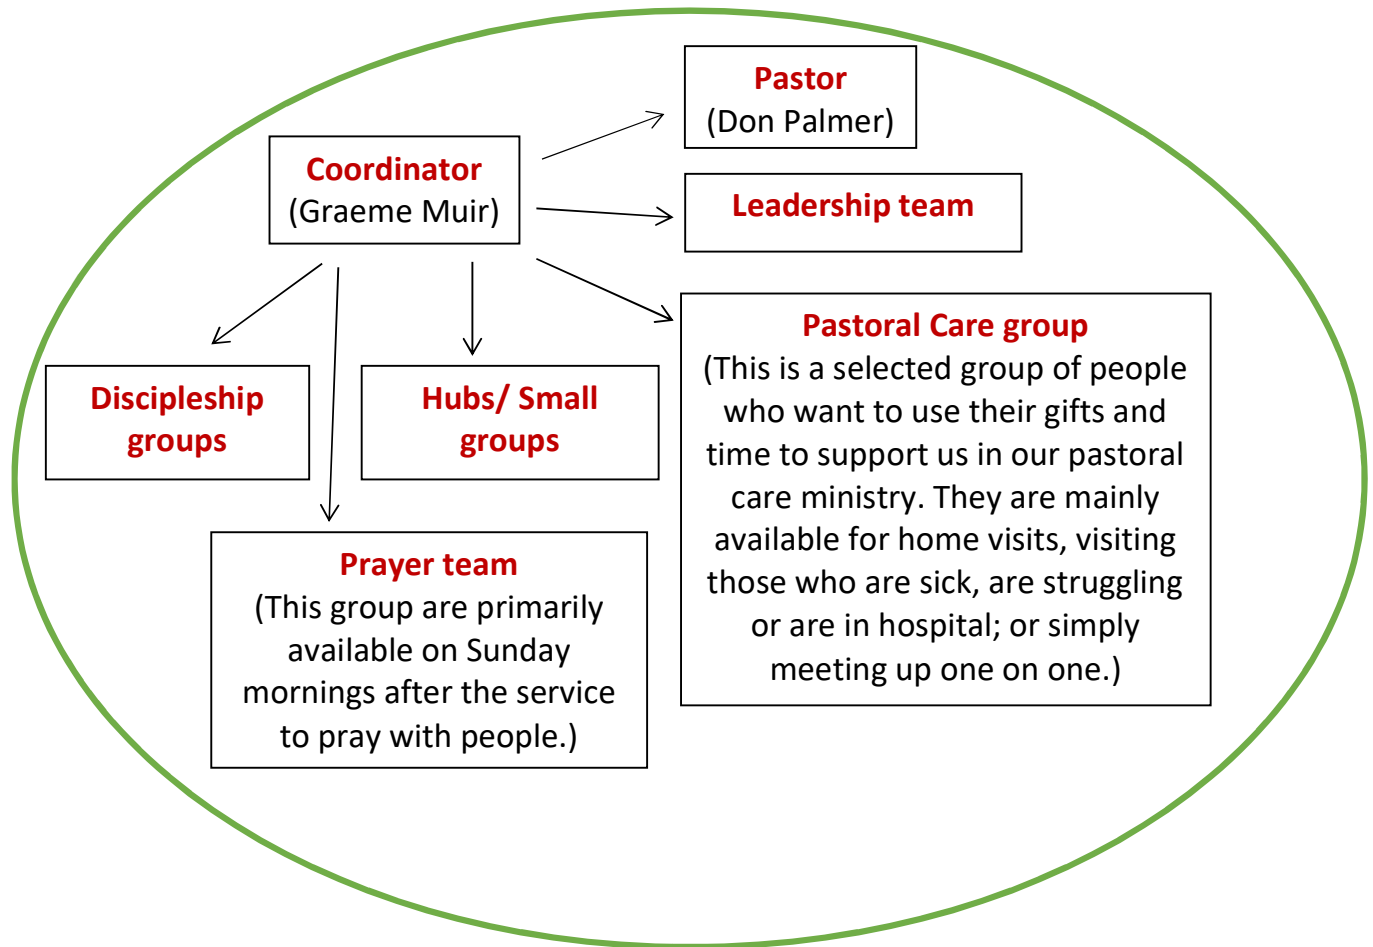 Pastor
(Don Palmer)
Coordinator
(Graeme Muir)
Leadership team
Pastoral Care group
(This is a selected group of people
who want to use their gifts and
time to support us in our pastoral
care ministry. They are mainly
available for home visits, visiting
those who are sick, are struggling
or are in hospital; or simply
meeting up one on one.)
Discipleship
groups
Hubs/ Small
groups
Prayer team
(This group are primarily
available on Sunday
mornings after the service
to pray with people.)